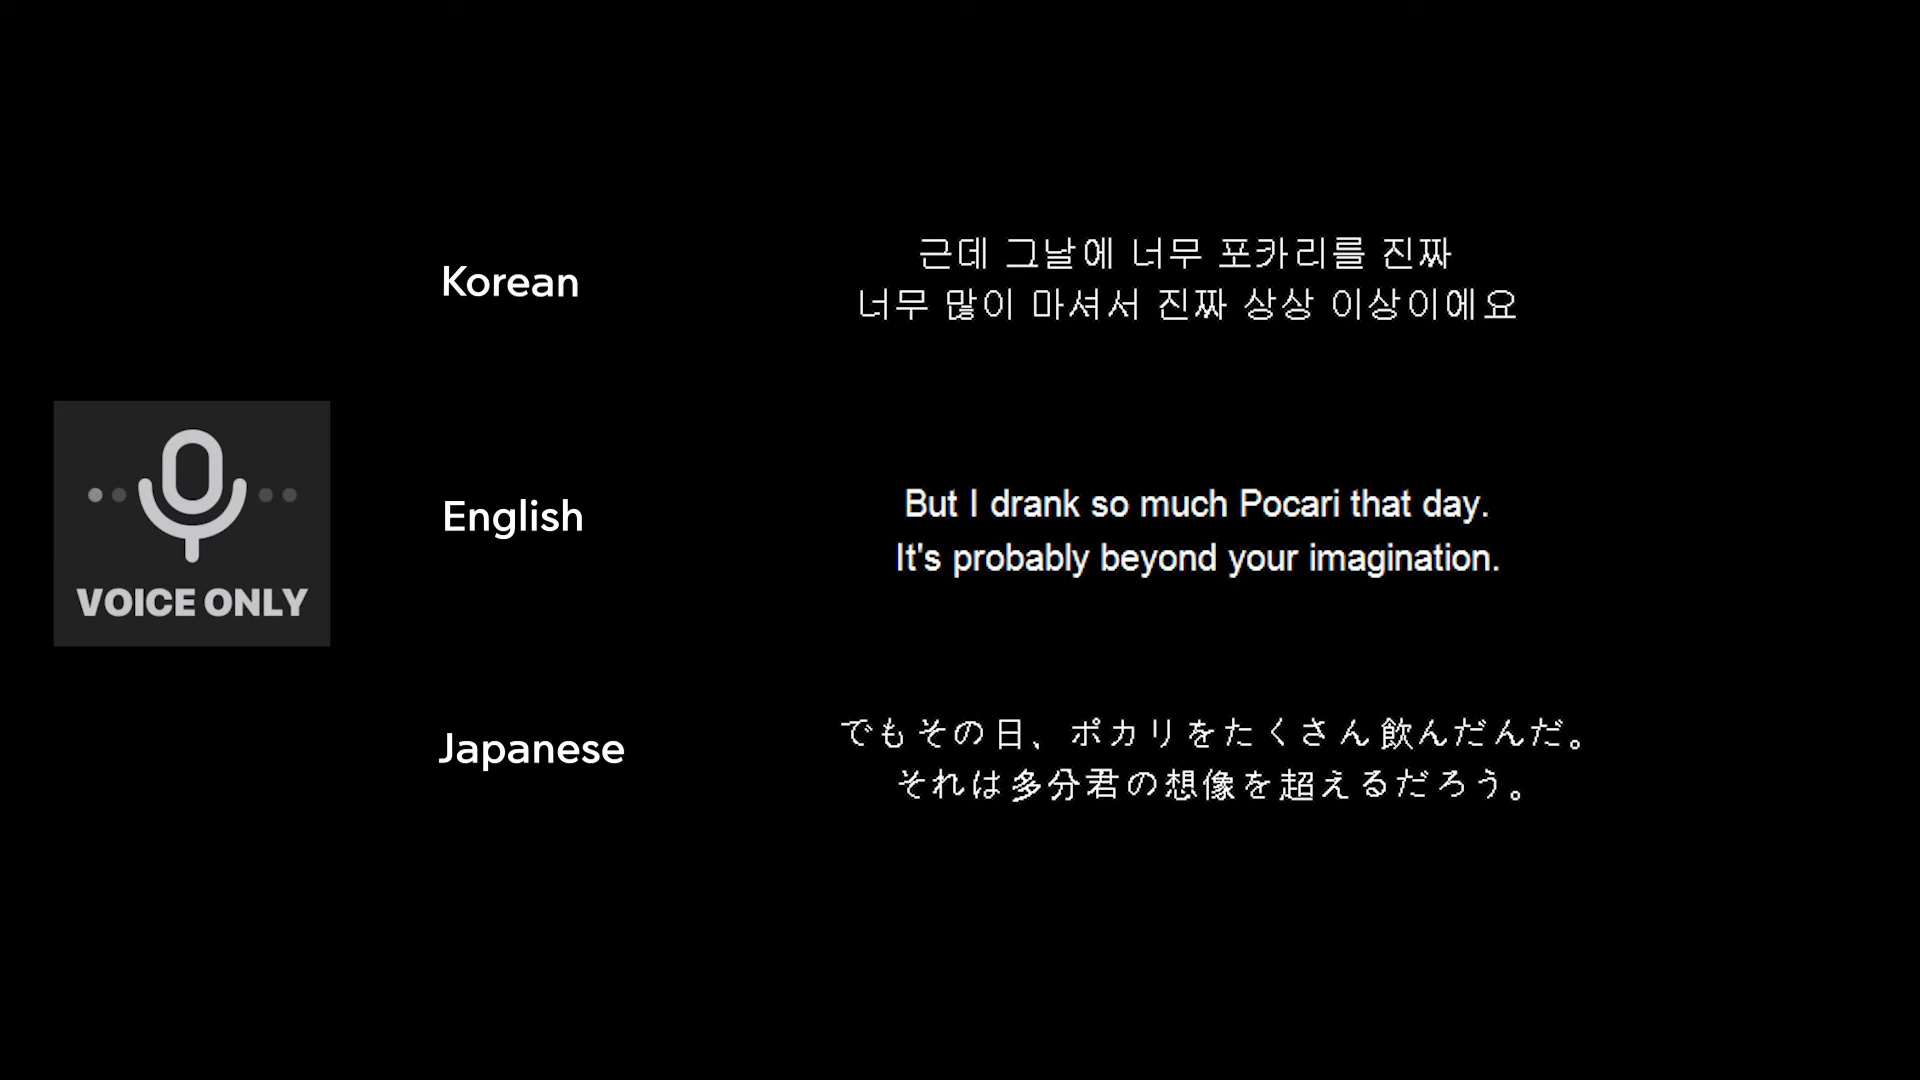 Korean
근데 그날에 너무 포카리를 진짜
너무 많이 마셔서 진짜 상상 이상이에요
VOICE ONLY
English
But I drank so much Pocari that day.
It's probably beyond your imagination.
Japanese
でもその日、ポカリをたくさん飲んだんだ。
それは多分君の想像を超えるだろう。